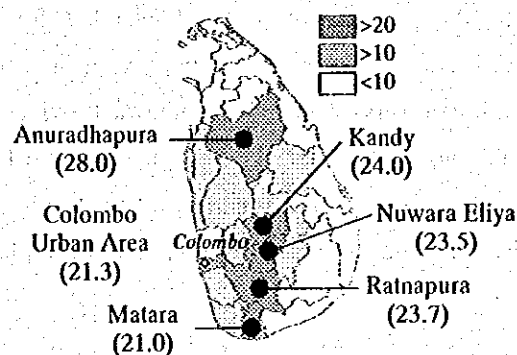 >20
>10
<10
Anuradhapura
(28.0)
Kandy
(24.0)
Colombo
Urban Area
(21.3)
Colombo
Nuwara Eliya
(23.5)
Ratnapura
(23.7)
Matara
(21.0)